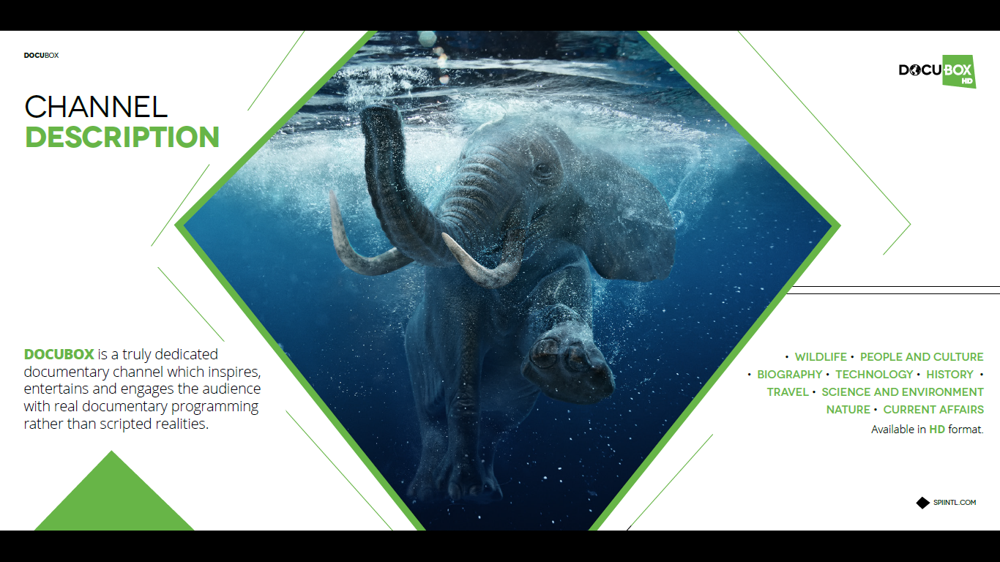 DOCUBOX
DOCUBOX HD
CHANNEL
DESCRIPTION
DOCUBOX is a truly dedicated
documentary channel which inspires,
entertains and engages the audience
with real documentary programming
rather than scripted realities.
• WILDLIFE • PEOPLE AND CULTURE
• BIOGRAPHY • TECHNOLOGY • HISTORY •
TRAVEL • SCIENCE AND ENVIRONMENT
NATURE • CURRENT AFFAIRS
Available in HD format.
SPIINTL.COM